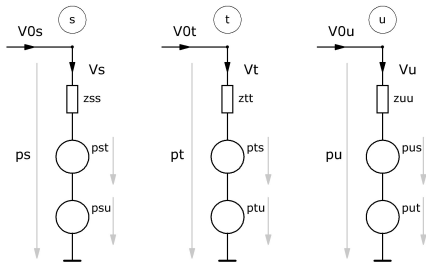 s t u
V0s V0t V0u
Vs Vt Vu
zss ztt zuu
ps pst pt pts pu pus
psu ptu put